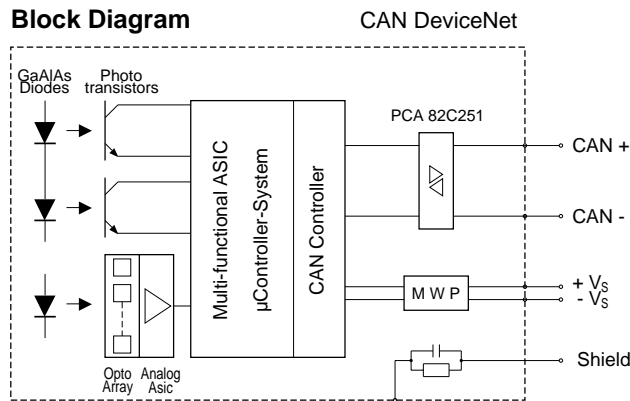 Block Diagram
CAN DeviceNet
GaAlAs
Diodes
Photo
transistors
PCA 82C251
CAN +
CAN -
Multi-functional ASIC
µController-System
CAN Controller
M W P
+ VS
- VS
Shield
Opto
Array
Analog
Asic